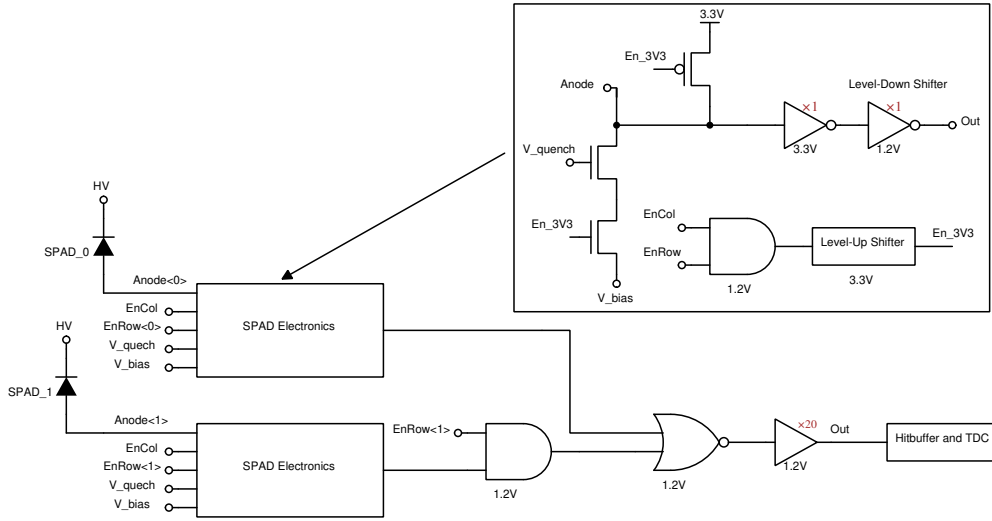 3.3V
En_3V3
Anode
Level-Down Shifter
×1
×1
Out
3.3V
1.2V
V_quench
En_3V3
EnCol
EnRow
Level-Up Shifter
En_3V3
1.2V
3.3V
V_bias
HV
SPAD_0
Anode<0>
EnCol
EnRow<0>
V_quech
V_bias
SPAD Electronics
HV
SPAD_1
Anode<1>
EnCol
EnRow<1>
V_quech
V_bias
SPAD Electronics
EnRow<1>
1.2V
1.2V
×20
1.2V
Out
Hitbuffer and TDC